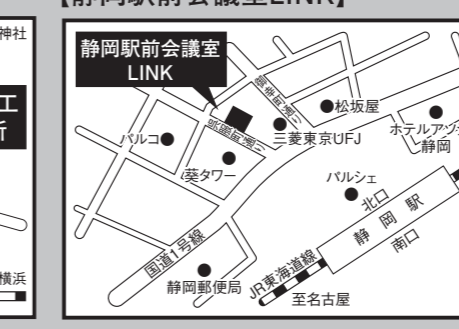 【静岡駅前会議室LINK】
神社
工
所
横浜
静岡駅前会議室
LINK
御幸町通り
松坂屋
パルコ
紺屋町通り
三菱東京UFJ
ホテルアソ
静岡
葵タワー
パルシェ
北口
静岡駅
南口
国道1号線
静岡郵便局
JR東海道線
至名古屋